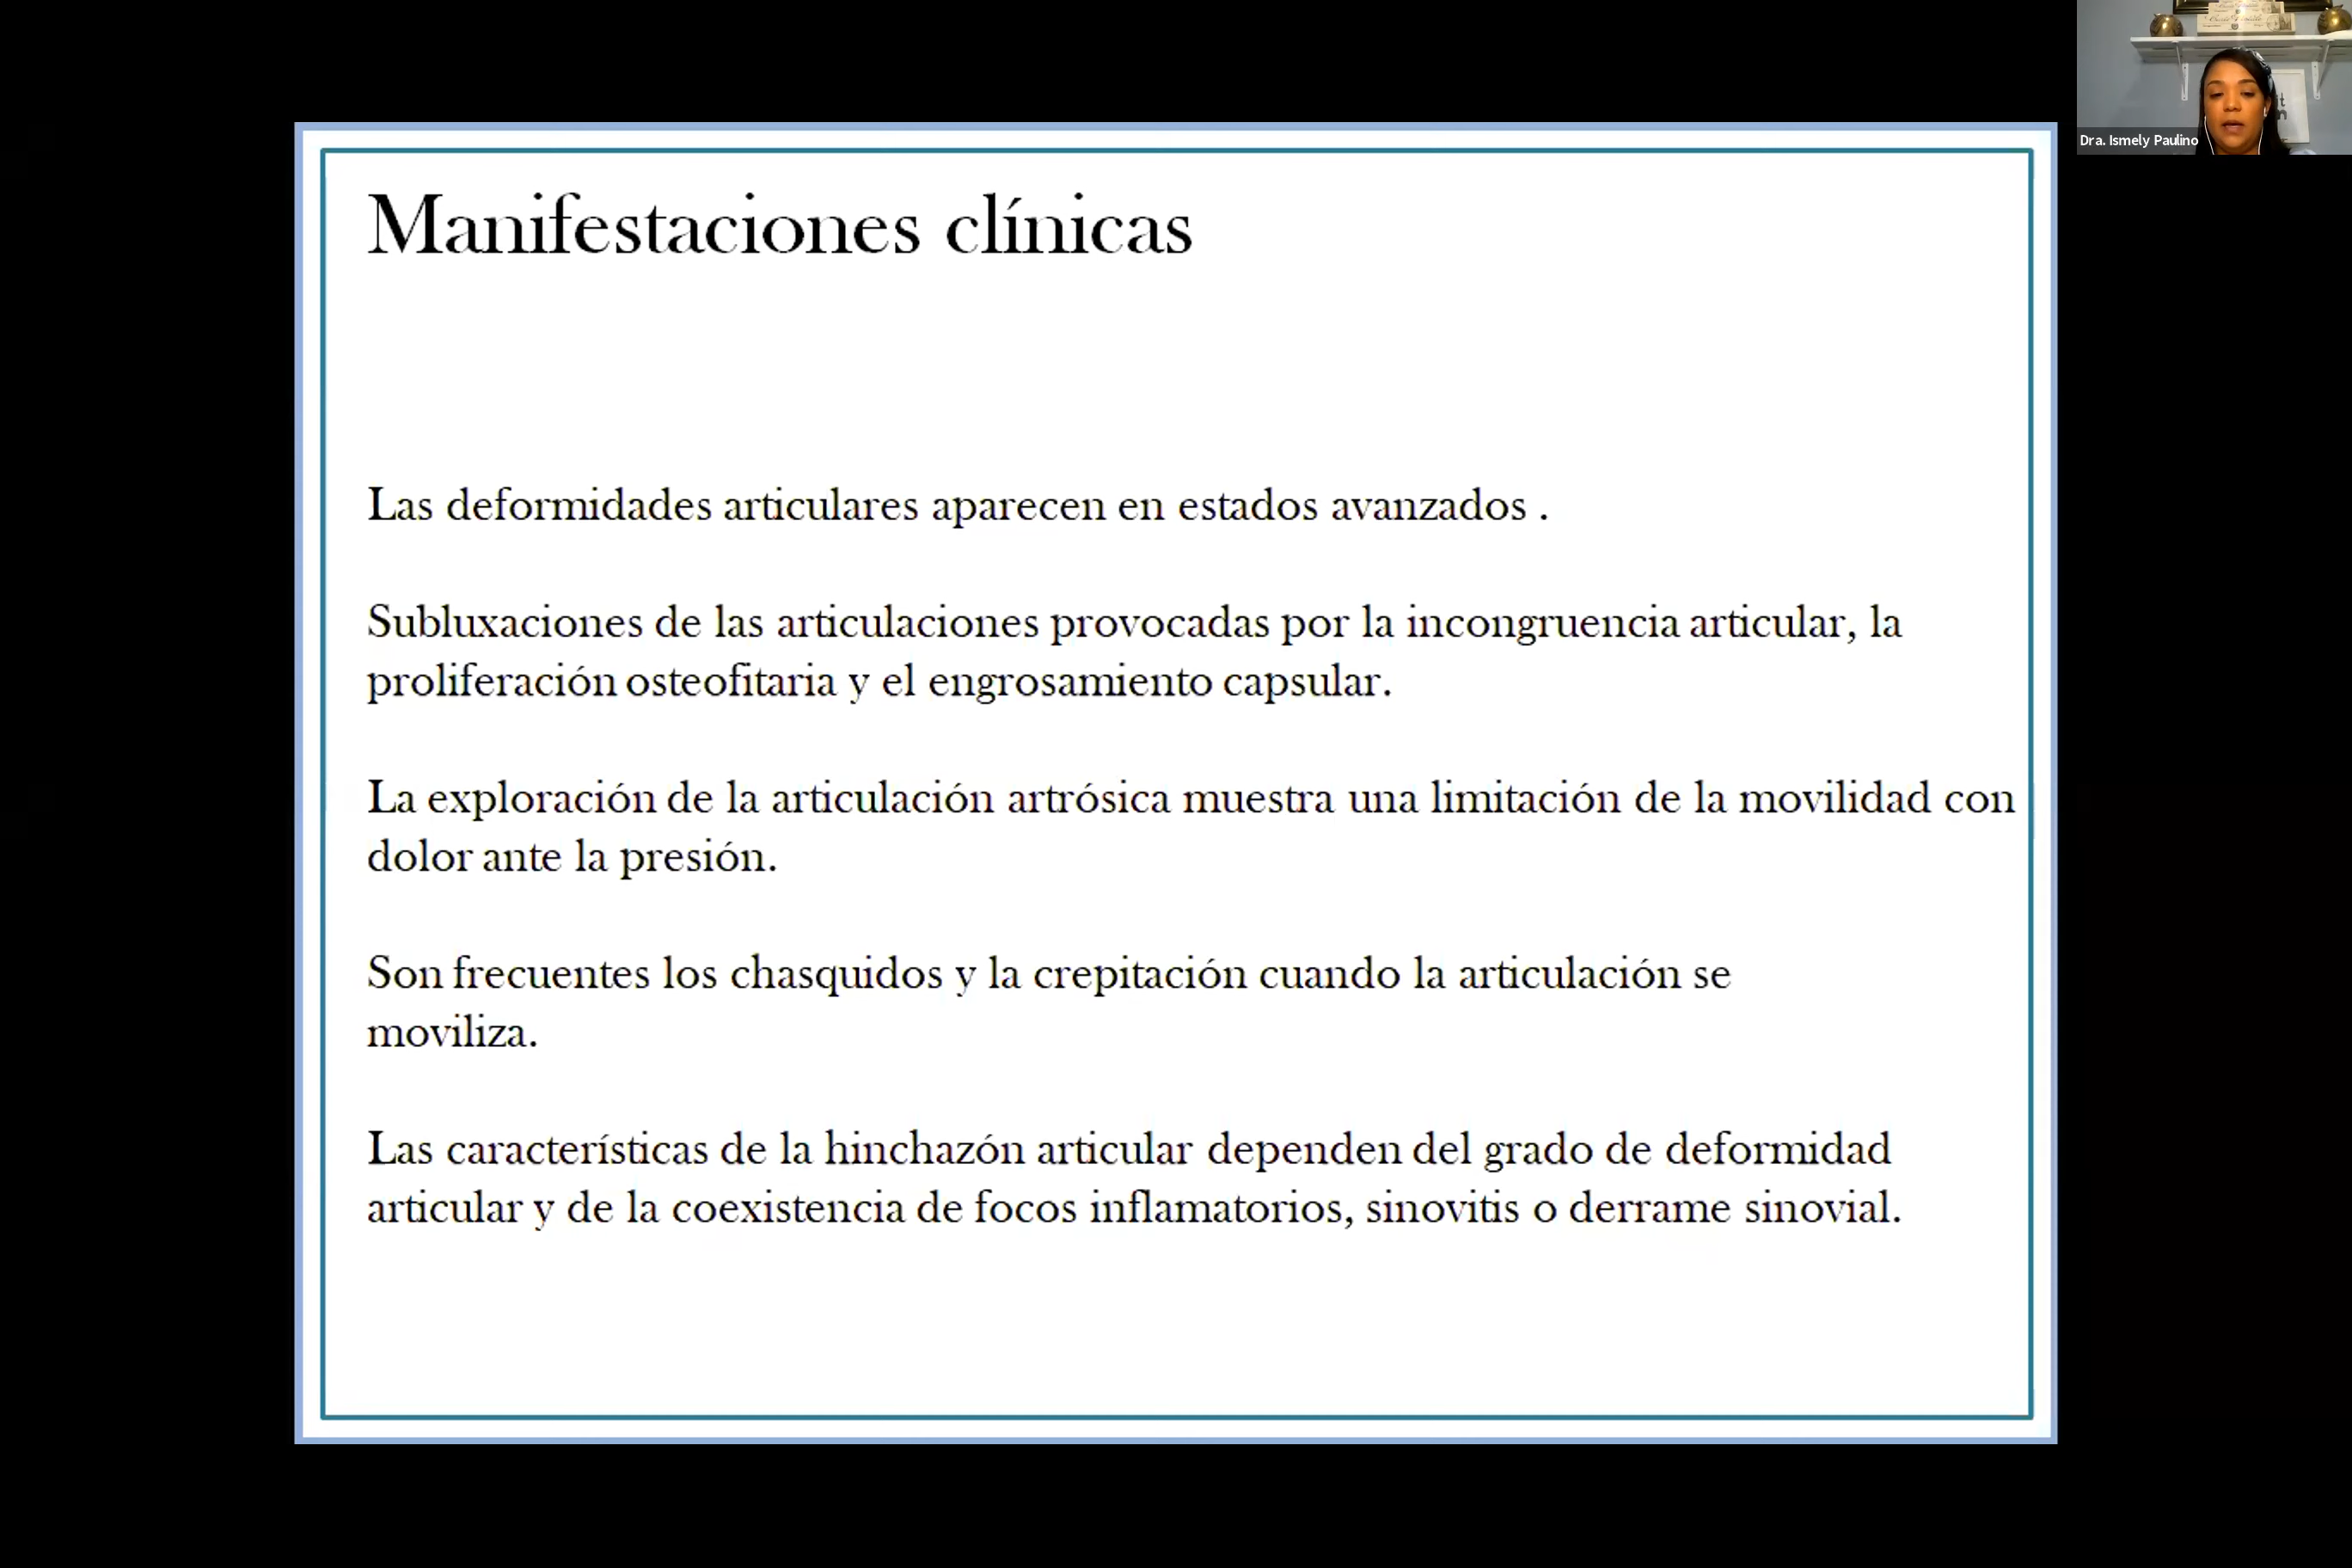 Manifestaciones clínicas
Las deformidades articulares aparecen en estados avanzados .
Subluxaciones de las articulaciones provocadas por la incongruencia articular, la
proliferación osteofitaria y el engrosamiento capsular.
La exploración de la articulación artrósica muestra una limitación de la movilidad con
dolor ante la presión.
Son frecuentes los chasquidos y la crepitación cuando la articulación se
moviliza.
Las características de la hinchazón articular dependen del grado de deformidad
articular y de la coexistencia de focos inflamatorios, sinovitis o derrame sinovial.
Dra. Ismely Paulino